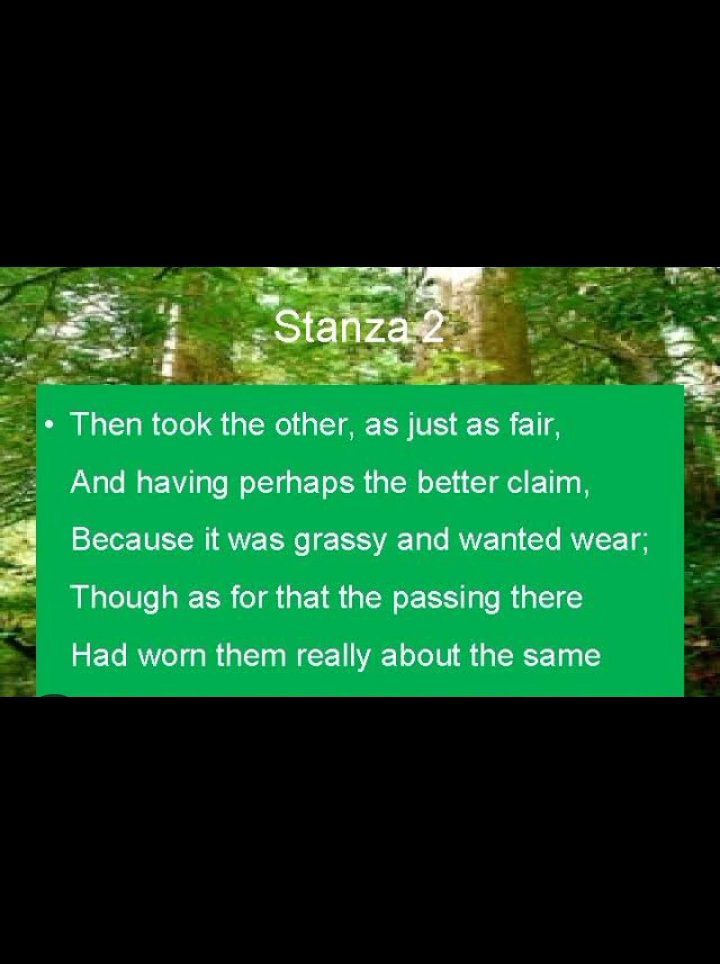 Stanza 2
• Then took the other, as just as fair,
And having perhaps the better claim,
Because it was grassy and wanted wear;
Though as for that the passing there
Had worn them really about the same